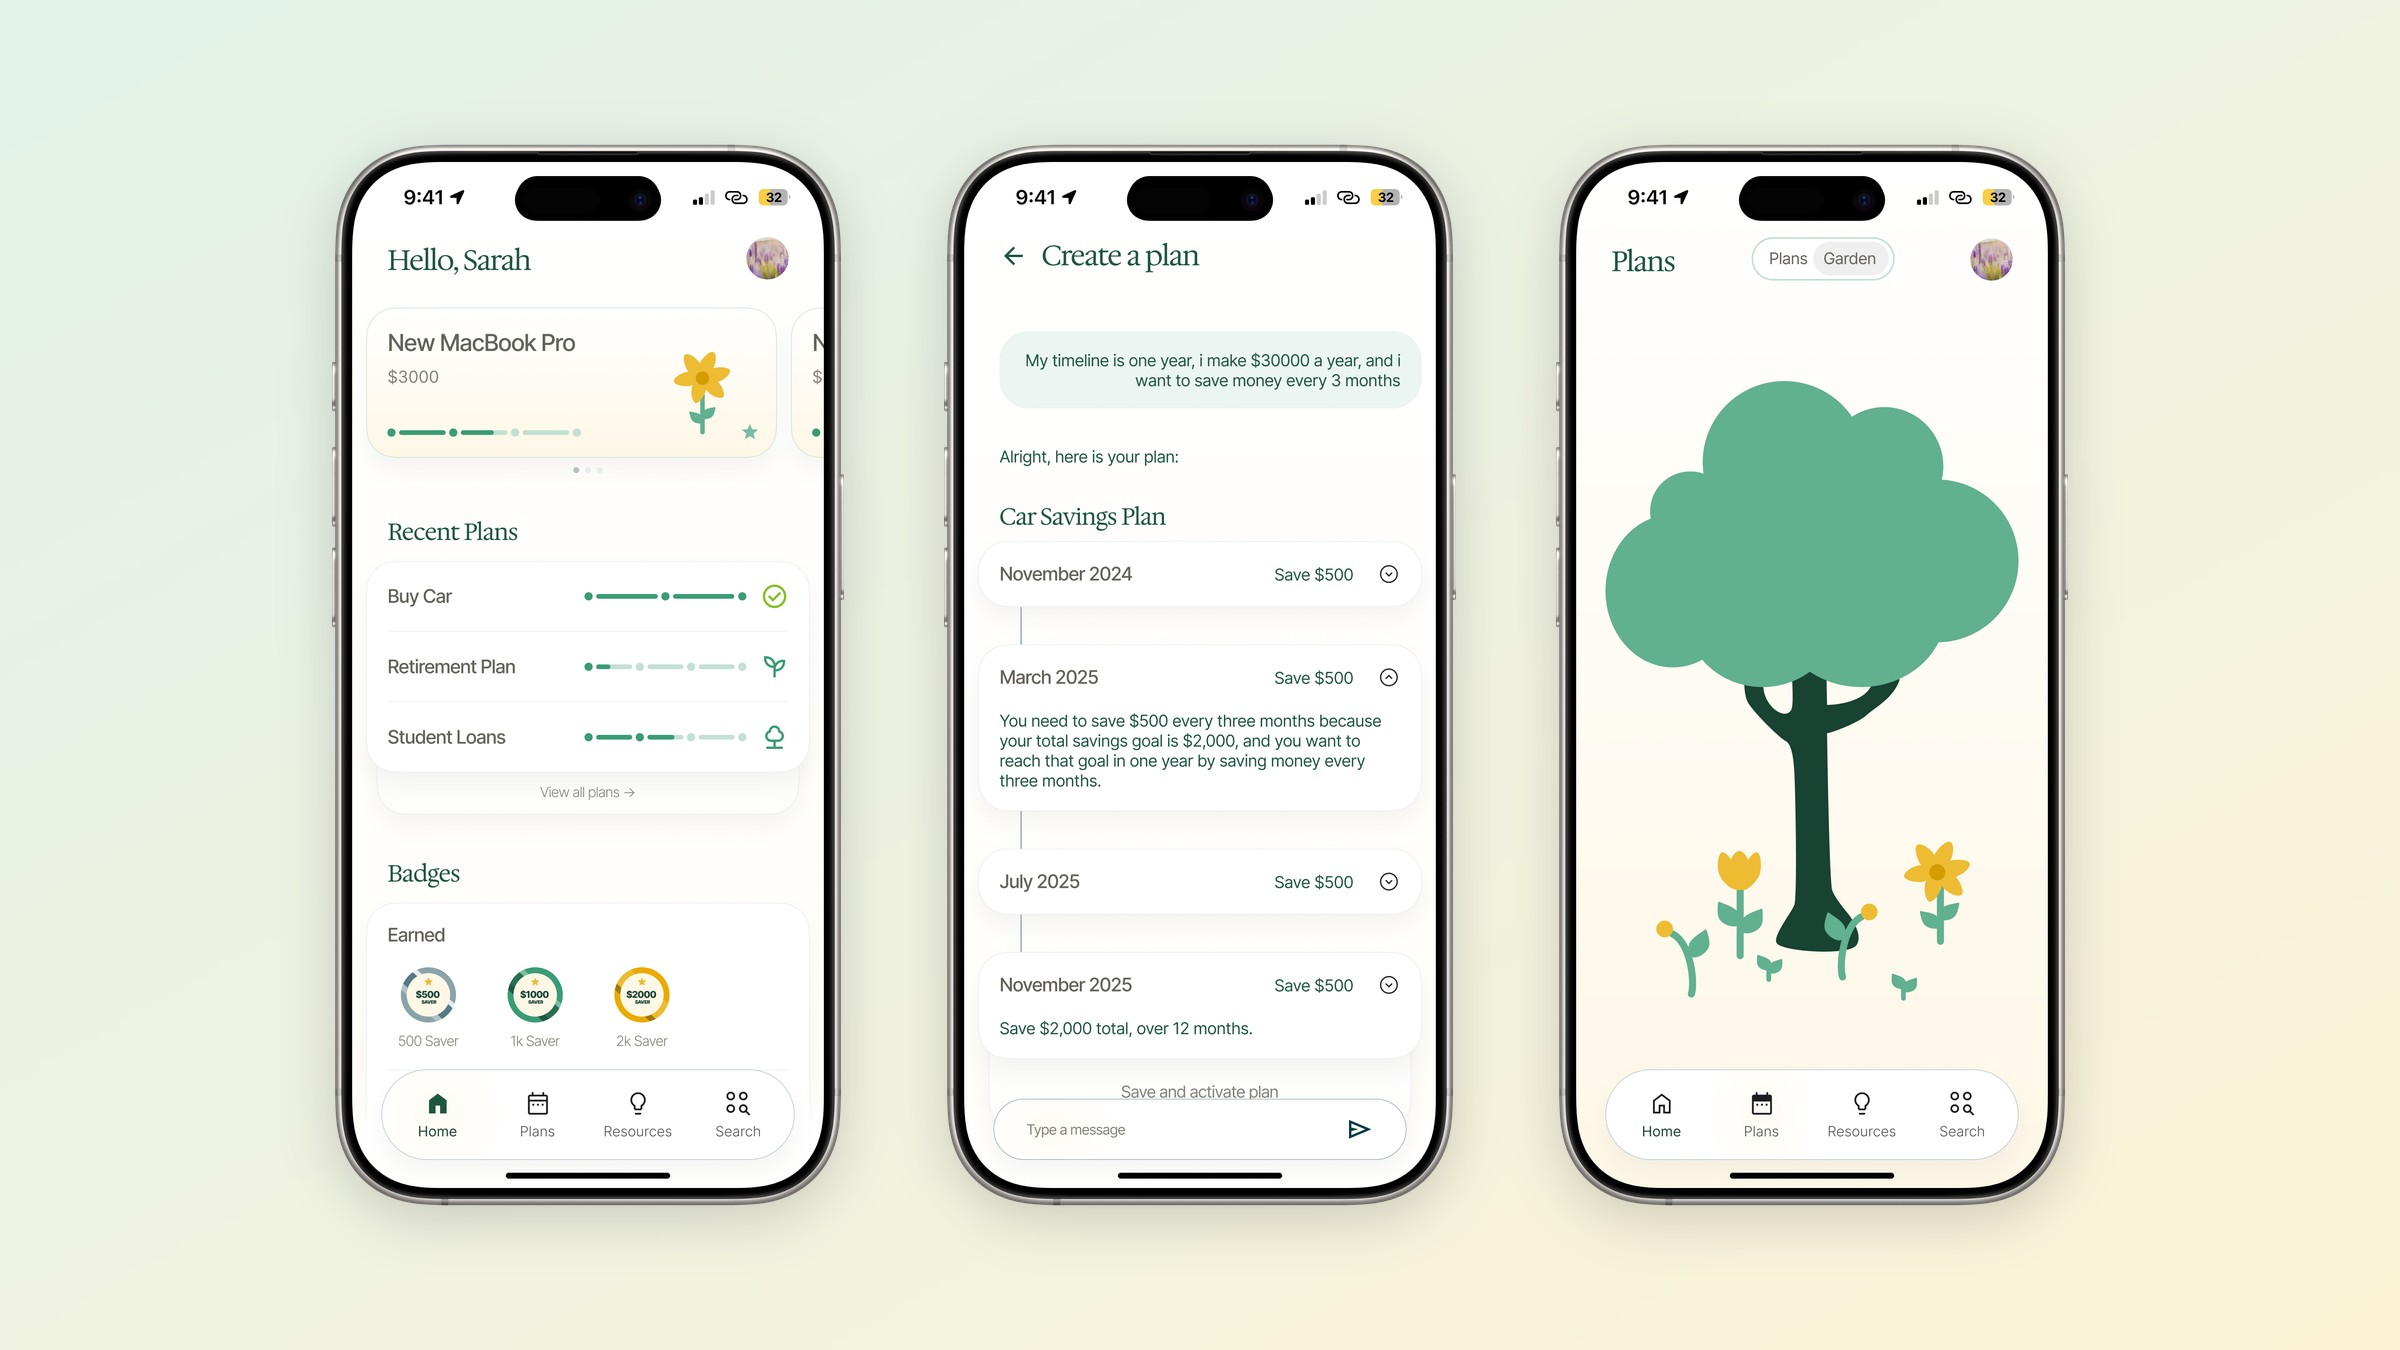 9:41
32
Hello, Sarah
New MacBook Pro
$3000
N
$
Recent Plans
Buy Car
Retirement Plan
Student Loans
View all plans →
Badges
Earned
$500
SAVER
$1000
SAVER
$2000
SAVER
500 Saver
1k Saver
2k Saver
Home
Plans
Resources
Search
9:41
32
← Create a plan
My timeline is one year, i make $30000 a year, and i
want to save money every 3 months
Alright, here is your plan:
Car Savings Plan
November 2024 Save $500
March 2025 Save $500
You need to save $500 every three months because
your total savings goal is $2,000, and you want to
reach that goal in one year by saving money every
three months.
July 2025 Save $500
November 2025 Save $500
Save $2,000 total, over 12 months.
Save and activate plan
Type a message
9:41
32
Plans
Plans Garden
Home
Plans
Resources
Search